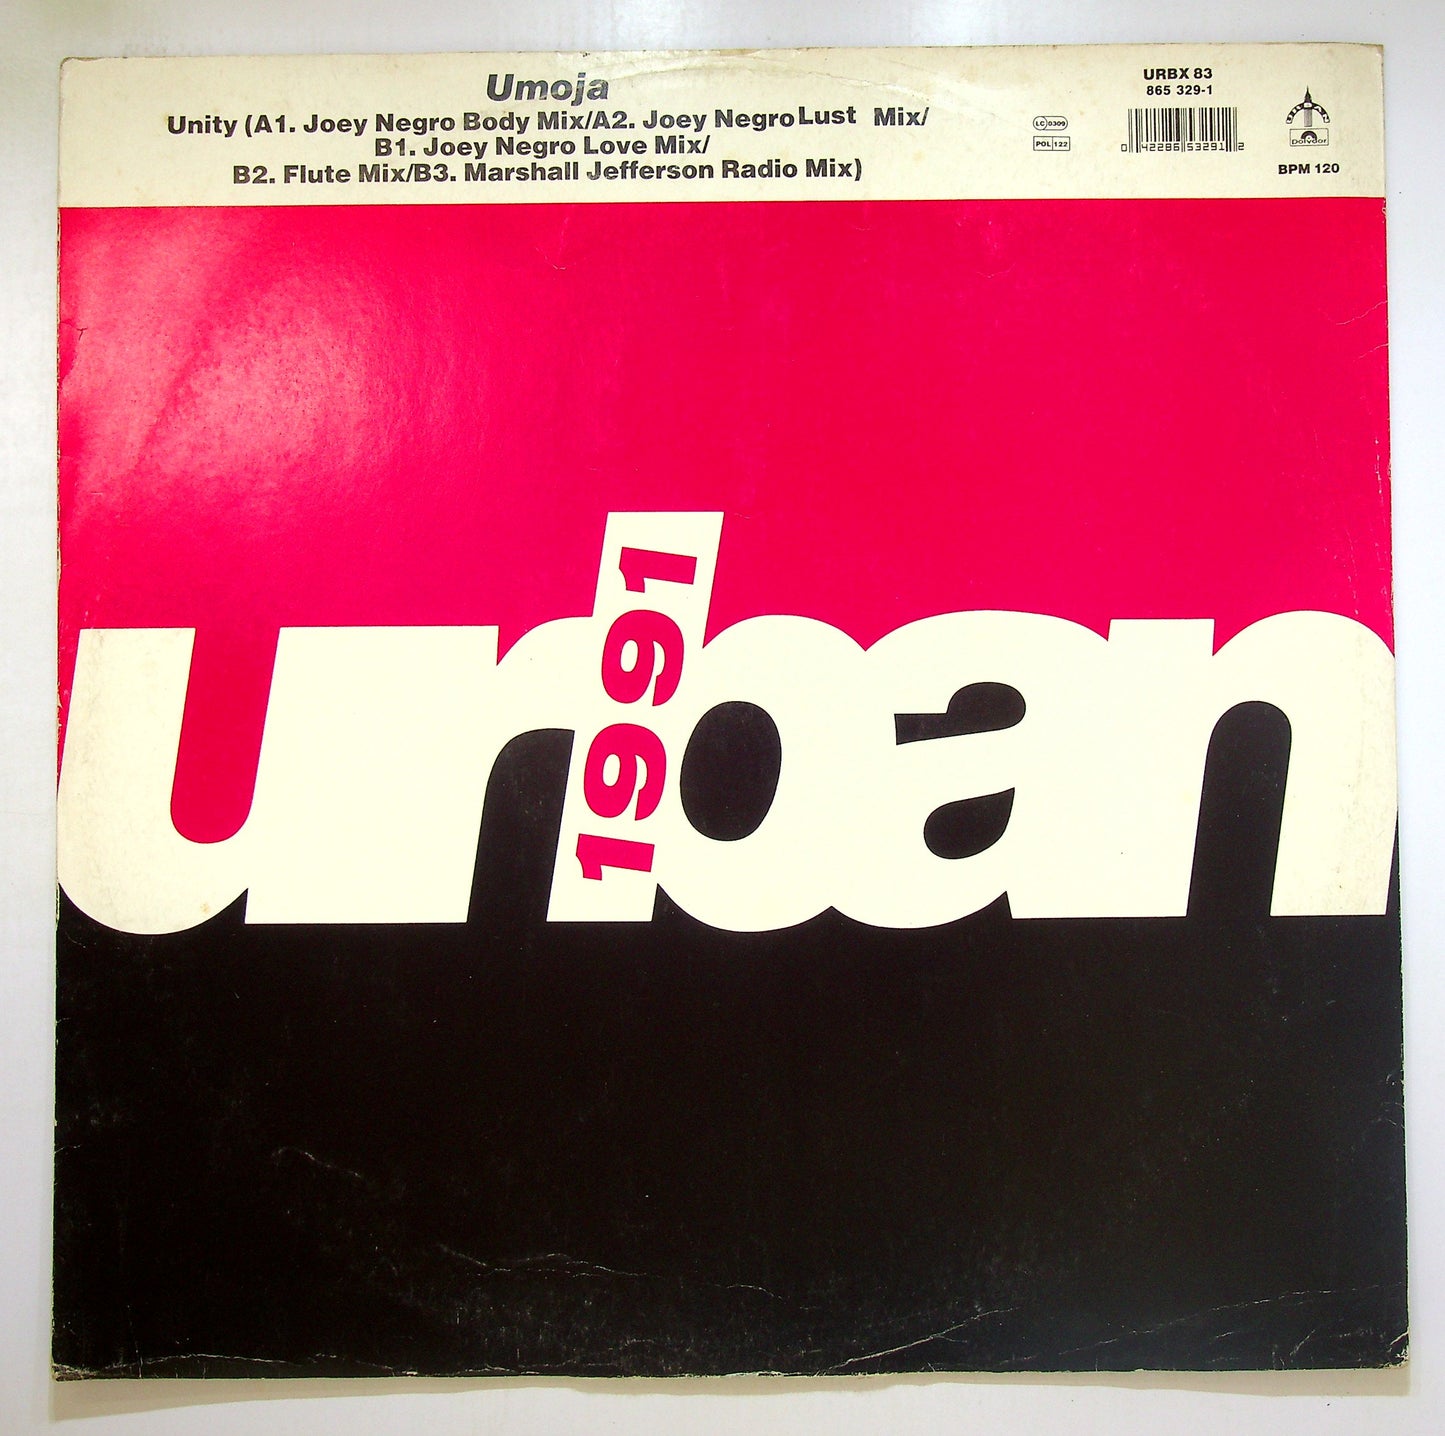 Umoja
Unity (A1. Joey Negro Body Mix/A2. Joey Negro Lust Mix/
B1. Joey Negro Love Mix/
B2. Flute Mix/B3. Marshall Jefferson Radio Mix)
URBX 83
865 329-1
LC 0309
POL 122
0 42286 53291 2
URBAN
polydor
BPM 120
1991
urban